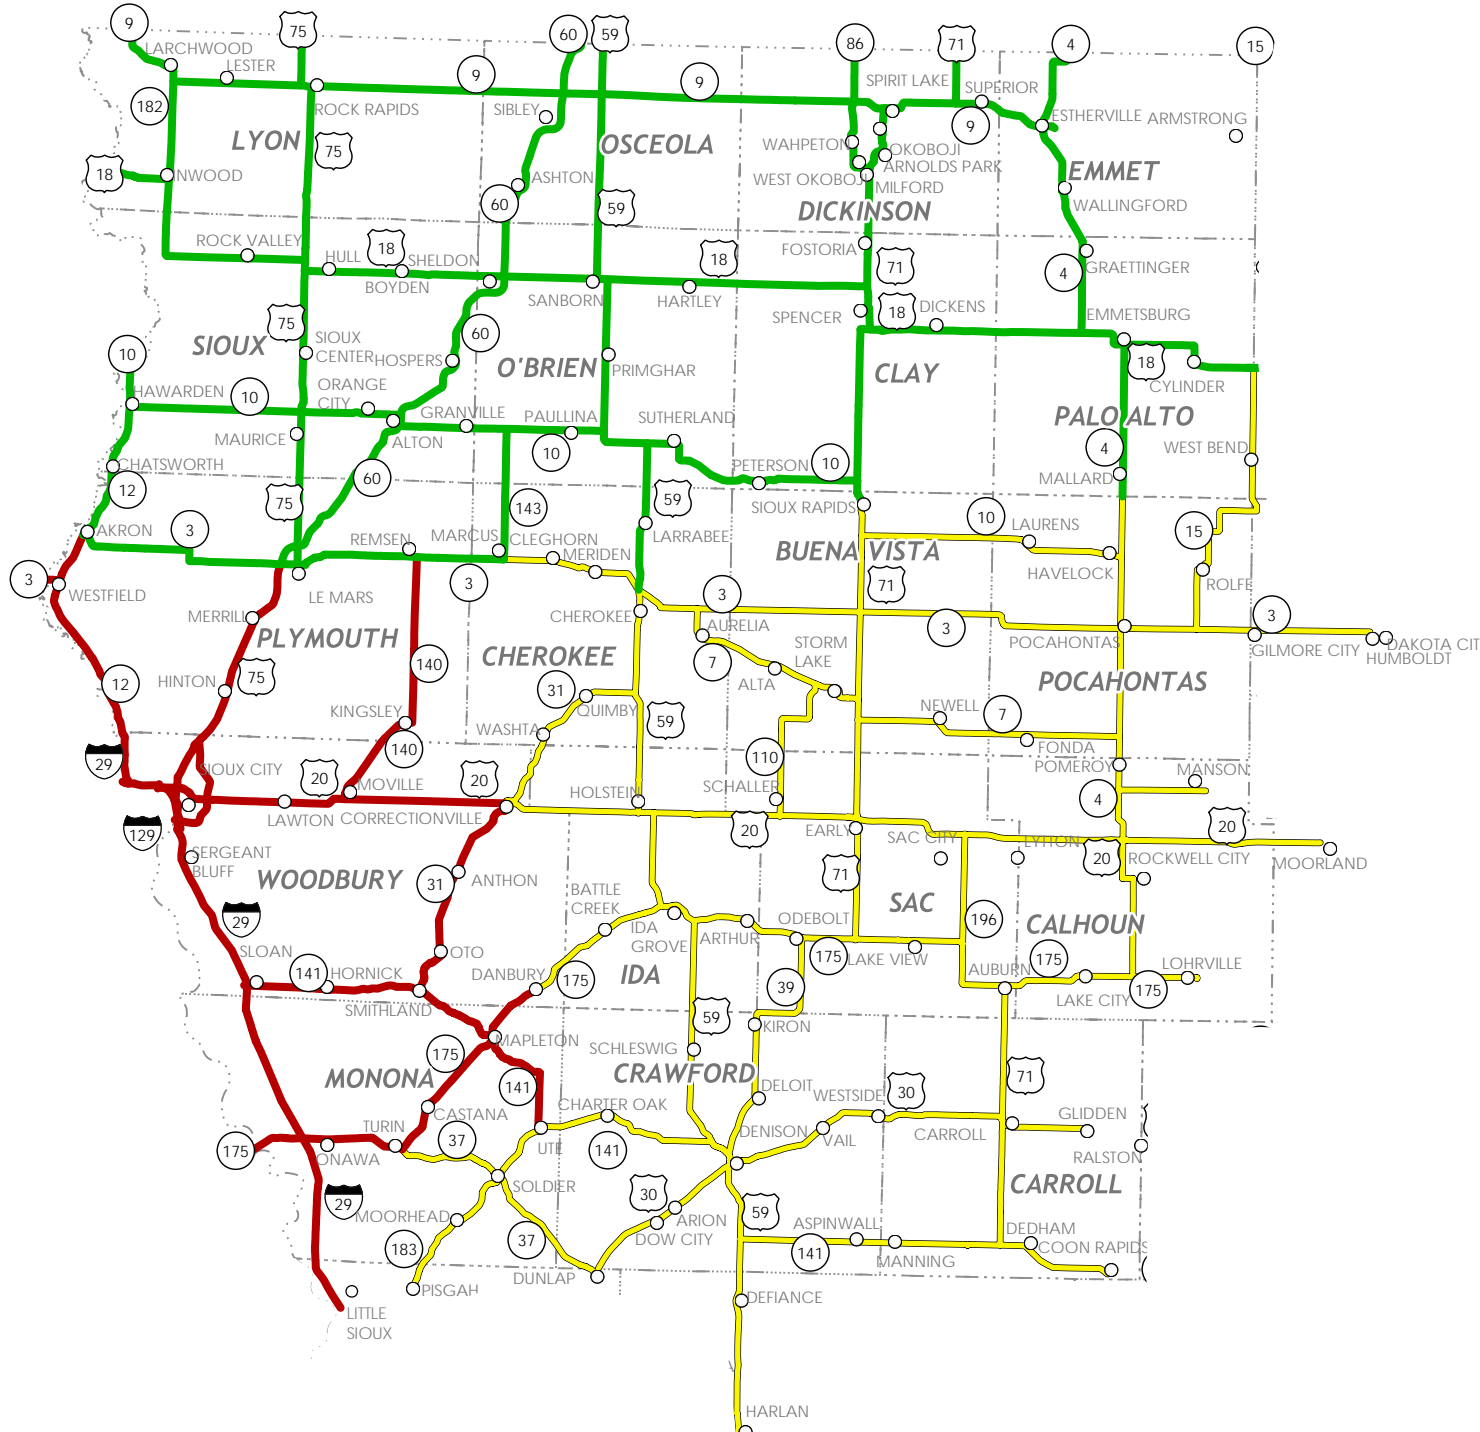 9
75
60
59
86
71
4
15
LARCHWOOD
LESTER
9
9
SPIRIT LAKE
SUPERIOR
182
ROCK RAPIDS
SIBLEY
9
ESTHERVILLE
ARMSTRONG
LYON
75
OSCEOLA
WAHPETON
OKOBOJI
ARNOLDS PARK
EMMET
18
INWOOD
ASHTON
WEST OKOBOJI
MILFORD
60
59
DICKINSON
WALLINGFORD
ROCK VALLEY
18
HULL
SHELDON
18
FOSTORIA
71
4
GRAETTINGER
BOYDEN
SANBORN
HARTLEY
SPENCER
18
DICKENS
EMMETSBURG
75
60
SIOUX
SIOUX
CENTER
HOSPERS
10
O'BRIEN
PRIMGHAR
CLAY
18
CYLINDER
HAWARDEN
10
ORANGE
CITY
GRANVILLE
PAULLINA
SUTHERLAND
PALO ALTO
MAURICE
ALTON
10
4
WEST BEND
CHATSWORTH
PETERSON
10
MALLARD
12
60
75
59
143
SIOUX RAPIDS
10
LAURENS
15
AKRON
3
REMSEN
MARCUS
CLEGHORN
LARRABEE
MERIDEN
BUENA VISTA
HAVELOCK
ROLFE
3
WESTFIELD
LE MARS
3
71
MERRILL
CHEROKEE
3
AURELIA
3
POCAHONTAS
3
GILMORE CITY
DAKOTA CIT
HUMBOLDT
PLYMOUTH
140
CHEROKEE
STORM
LAKE
7
ALTA
POCAHONTAS
12
HINTON
75
31
QUIMBY
KINGSLEY
59
WASHTA
NEWELL
7
29
140
110
FONDA
POMEROY
SIOUX CITY
20
MOVILLE
20
HOLSTEIN
SCHALLER
MANSON
4
129
LAWTON
CORRECTIONVILLE
20
EARLY
SAC CITY
LYTTON
20
20
ROCKWELL CITY
MOORLAND
SERGEANT
BLUFF
WOODBURY
31
ANTHON
71
BATTLE
CREEK
SAC
29
IDA
GROVE
ARTHUR
ODEBOLT
196
CALHOUN
SLOAN
OTO
175
LAKE VIEW
141
HORNICK
DANBURY
175
IDA
39
AUBURN
175
LOHRVILLE
LAKE CITY
175
SMITHLAND
59
KIRON
MAPLETON
175
SCHLESWIG
MONONA
CRAWFORD
71
141
DELOIT
WESTSIDE
30
CASTANA
CHARTER OAK
GLIDDEN
TURIN
37
DENISON
VAIL
CARROLL
175
ONAWA
UTE
141
RALSTON
SOLDIER
CARROLL
29
30
MOORHEAD
ARION
59
ASPINWALL
DEDHAM
DOW CITY
COON RAPIDS
183
37
141
MANNING
PISGAH
DUNLAP
DEFIANCE
LITTLE
SIOUX
HARLAN